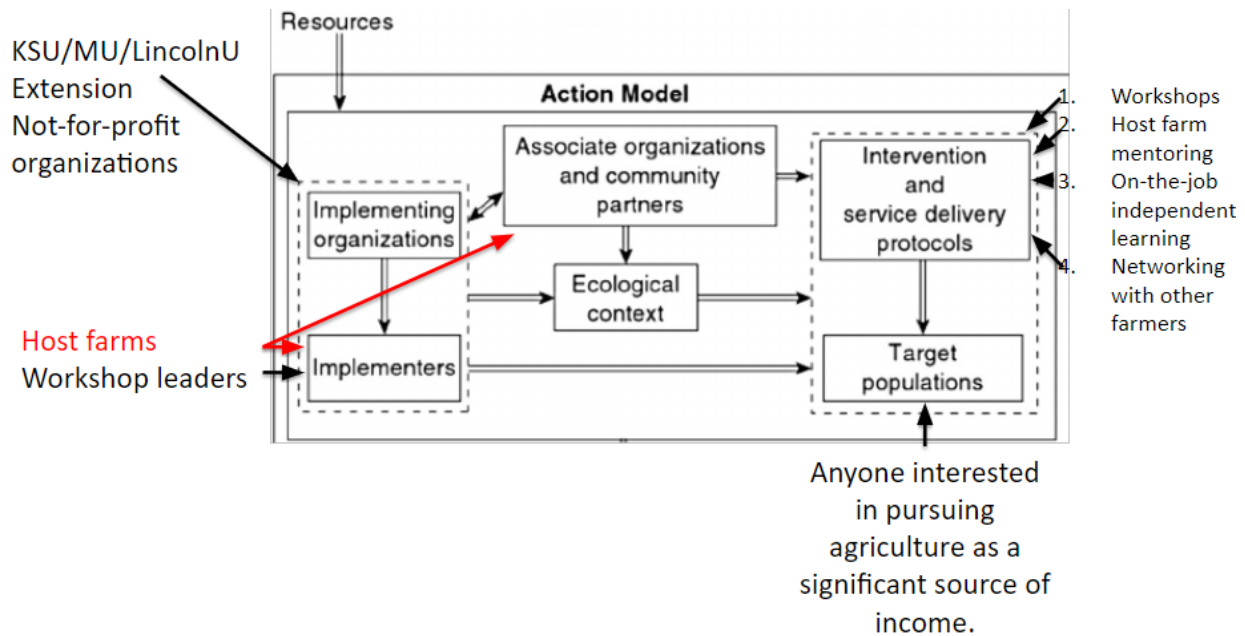 Resources
KSU/MU/LincolnU
Extension
Not-for-profit
organizations
Action Model
Implementing
organizations
Associate organizations
and community
partners
Intervention
and
service delivery
protocols
Ecological
context
Host farms
Workshop leaders
Implementers
Target
populations
1. Workshops
2. Host farm
mentoring
3. On-the-job
independent
learning
4. Networking
with other
farmers
Anyone interested
in pursuing
agriculture as a
significant source of
income.